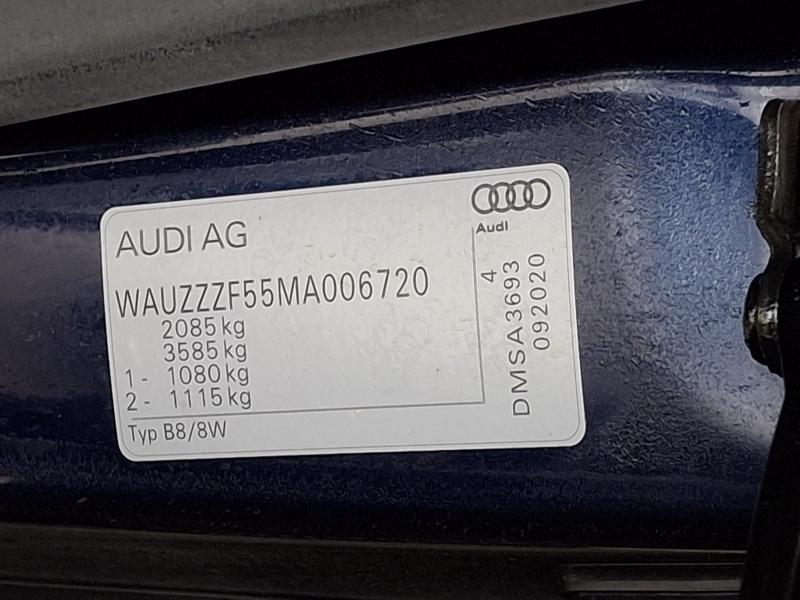 AUDI AG
Audi
WAUZZZF55MA006720
2085 kg
3585 kg
1 - 1080 kg
2 - 1115 kg
Typ B8/8W
4
DMSA3693
092020